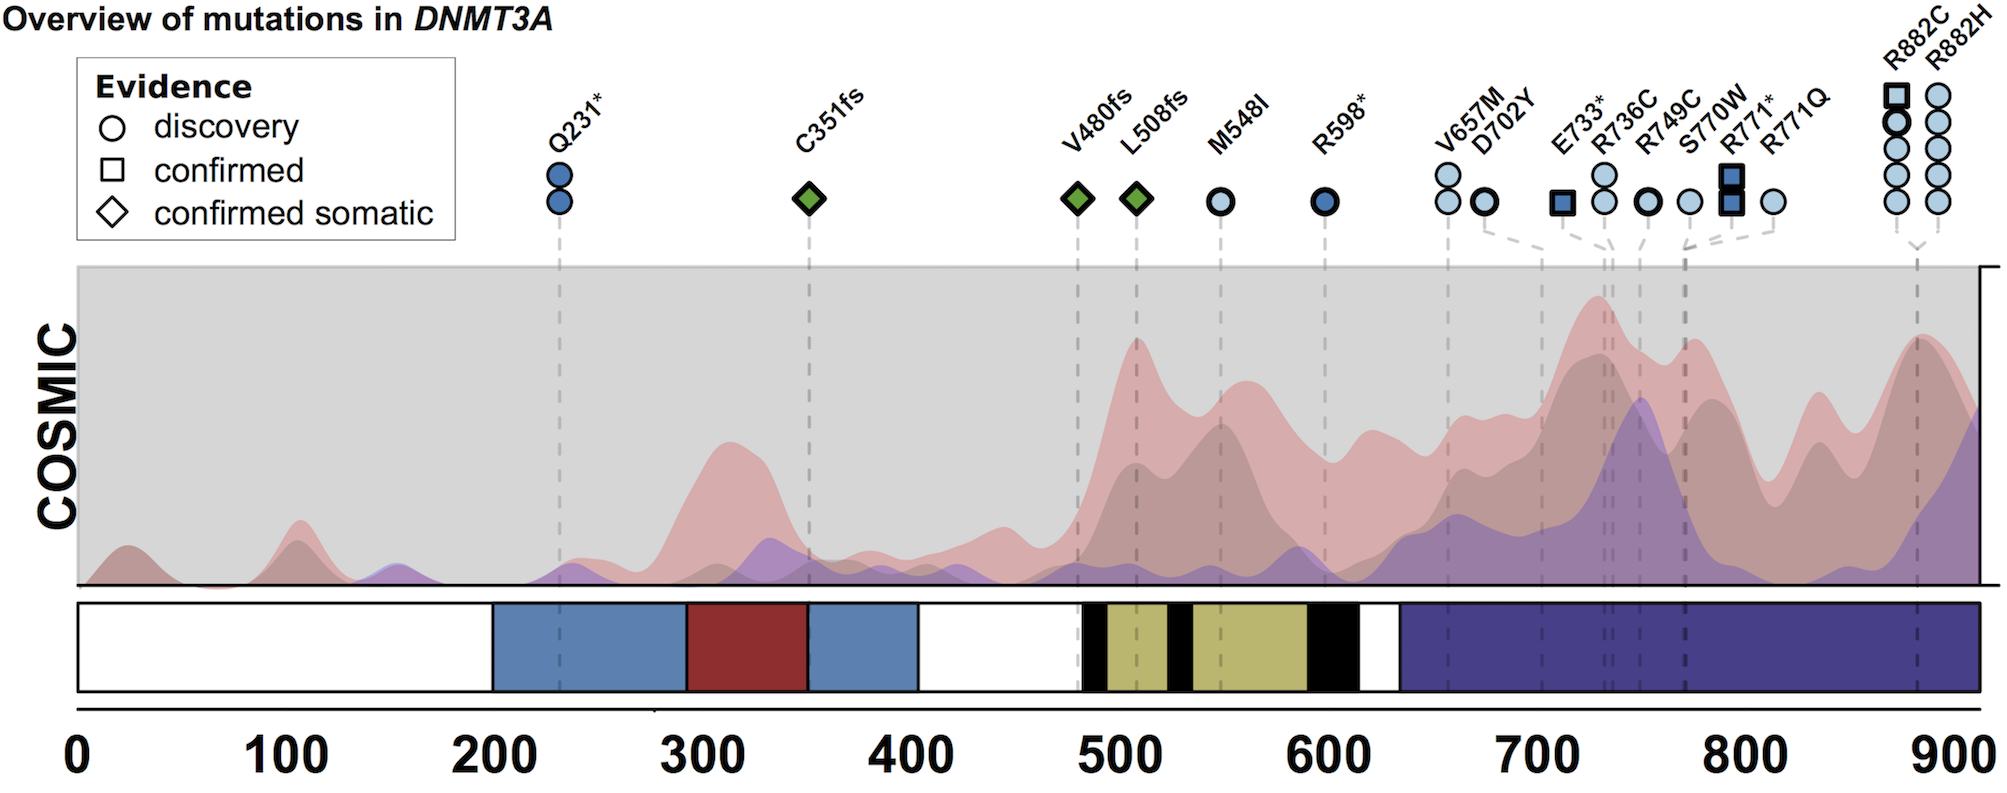 Overview of mutations in DNMT3A
Evidence
discovery
confirmed
confirmed somatic
Q231*
C351fs
V480fs
L508fs
M548I
R598*
V657M
D702Y
E733*
R736C
R749C
S770W
R771*
R771Q
R882C
R882H
COSMIC
0 100 200 300 400 500 600 700 800 900